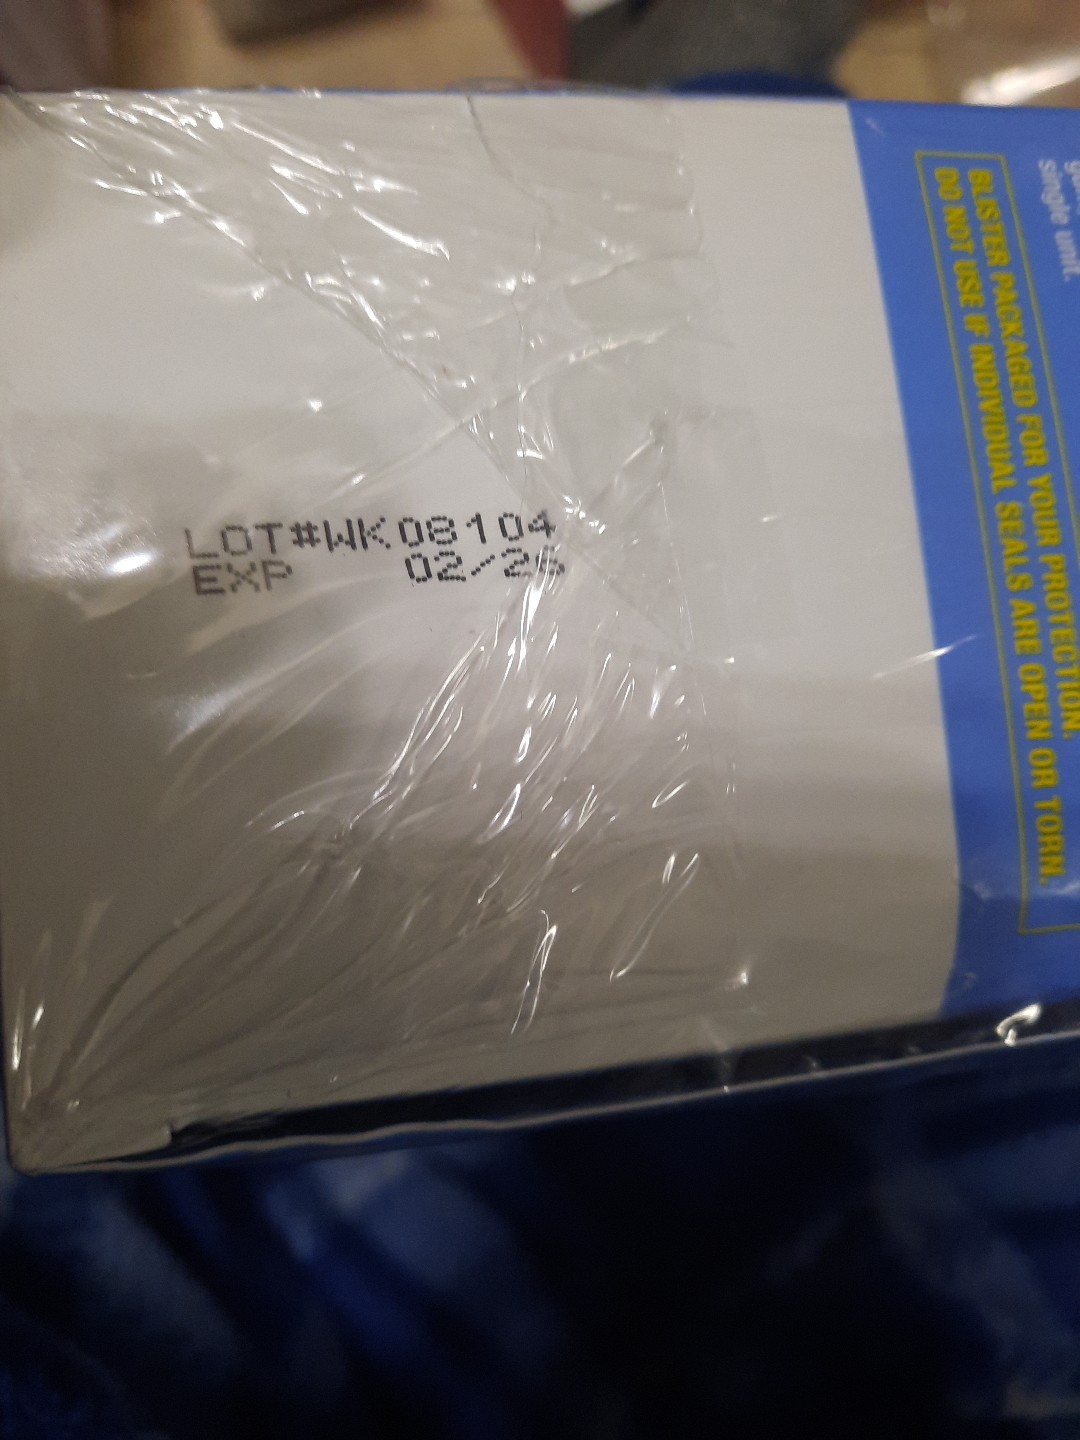 LOT#WK08104
EXP 02/26
single unit.
BLISTER PACKAGED FOR YOUR PROTECTION.
DO NOT USE IF INDIVIDUAL SEALS ARE OPEN OR TORN.